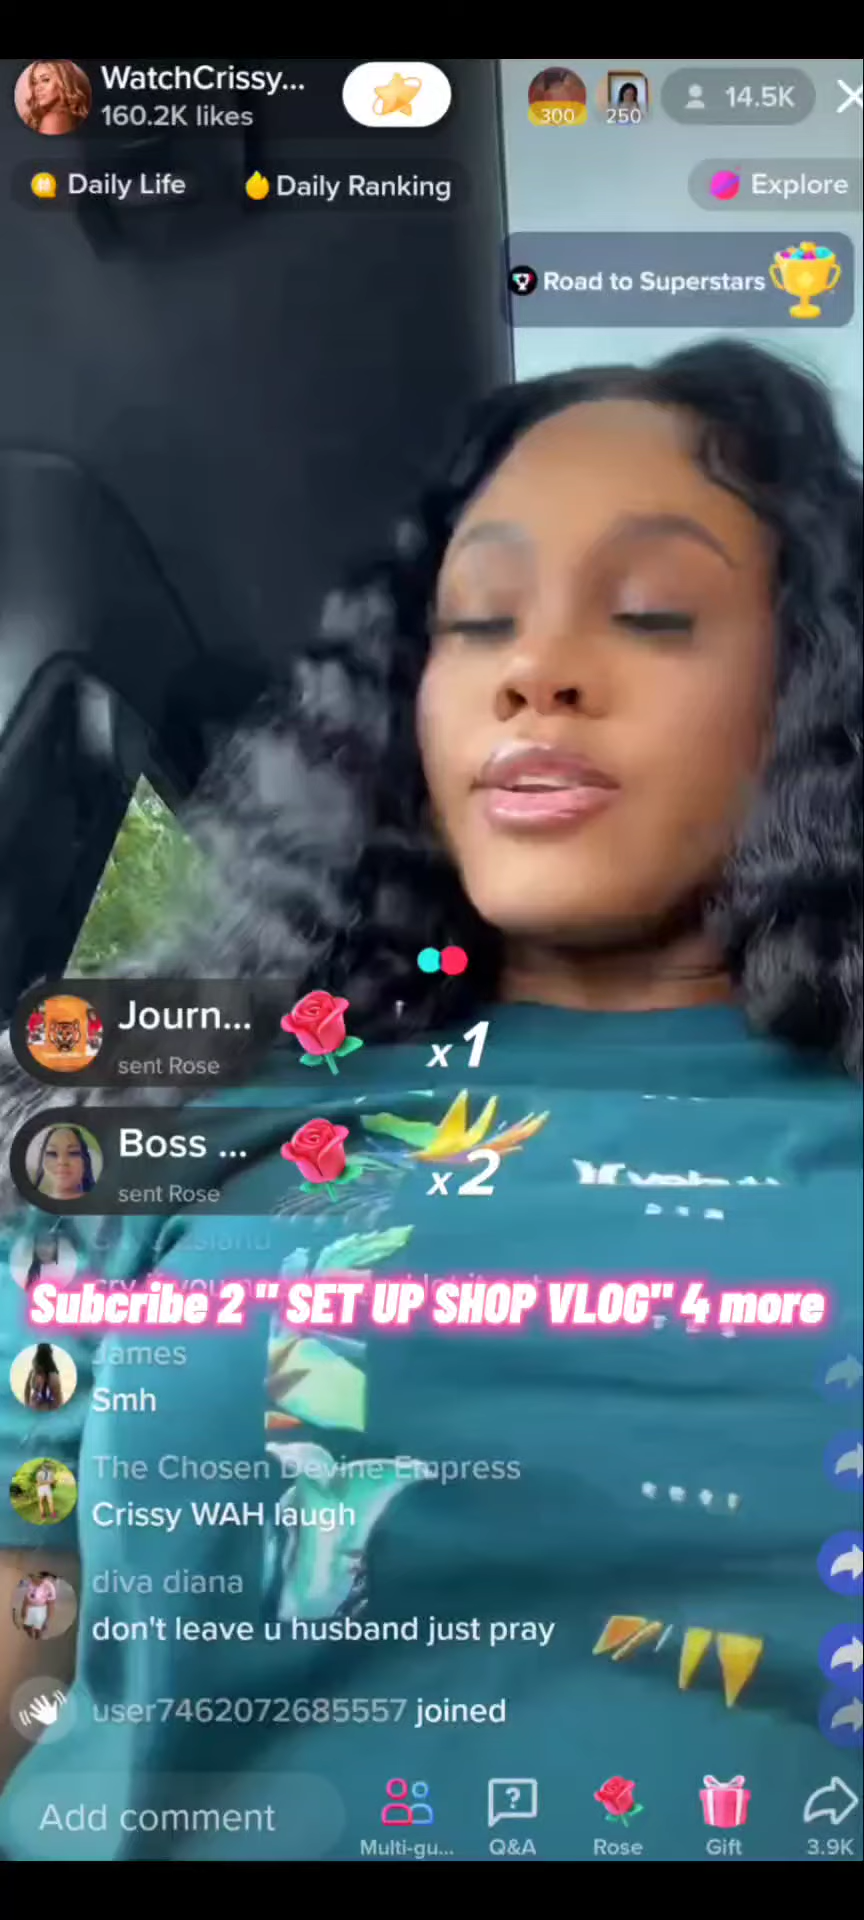 WatchCrissy...
160.2K likes
300
250
14.5K
Daily Life
Daily Ranking
Explore
Road to Superstars
Journ...
sent Rose
x1
Boss ...
sent Rose
x2
Subcribe 2 " SET UP SHOP VLOG" 4 more
James
Smh
The Chosen Devine Empress
Crissy WAH laugh
diva diana
don't leave u husband just pray
user7462072685557 joined
Add comment
Multi-gu...
Q&A
Rose
Gift
3.9K